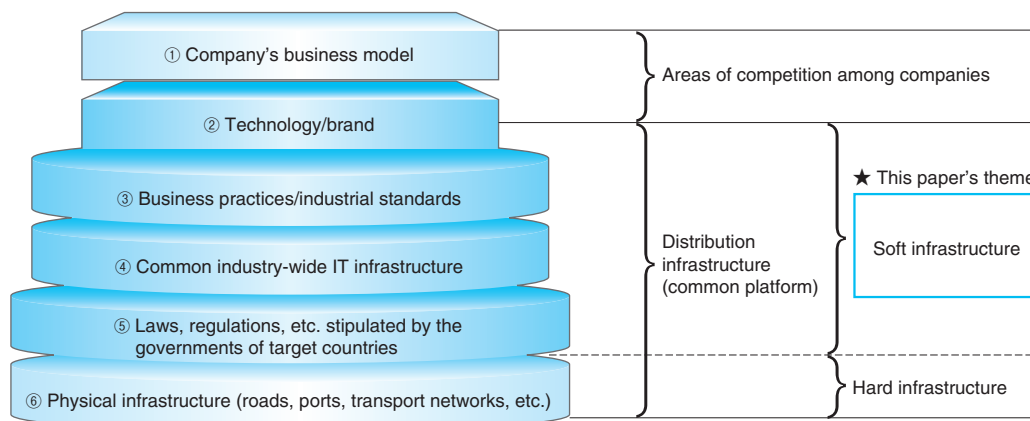 ① Company’s business model
② Technology/brand
③ Business practices/industrial standards
④ Common industry-wide IT infrastructure
⑤ Laws, regulations, etc. stipulated by the
governments of target countries
⑥ Physical infrastructure (roads, ports, transport networks, etc.)
Areas of competition among companies
Distribution
infrastructure
(common platform)
★ This paper’s theme
Soft infrastructure
Hard infrastructure